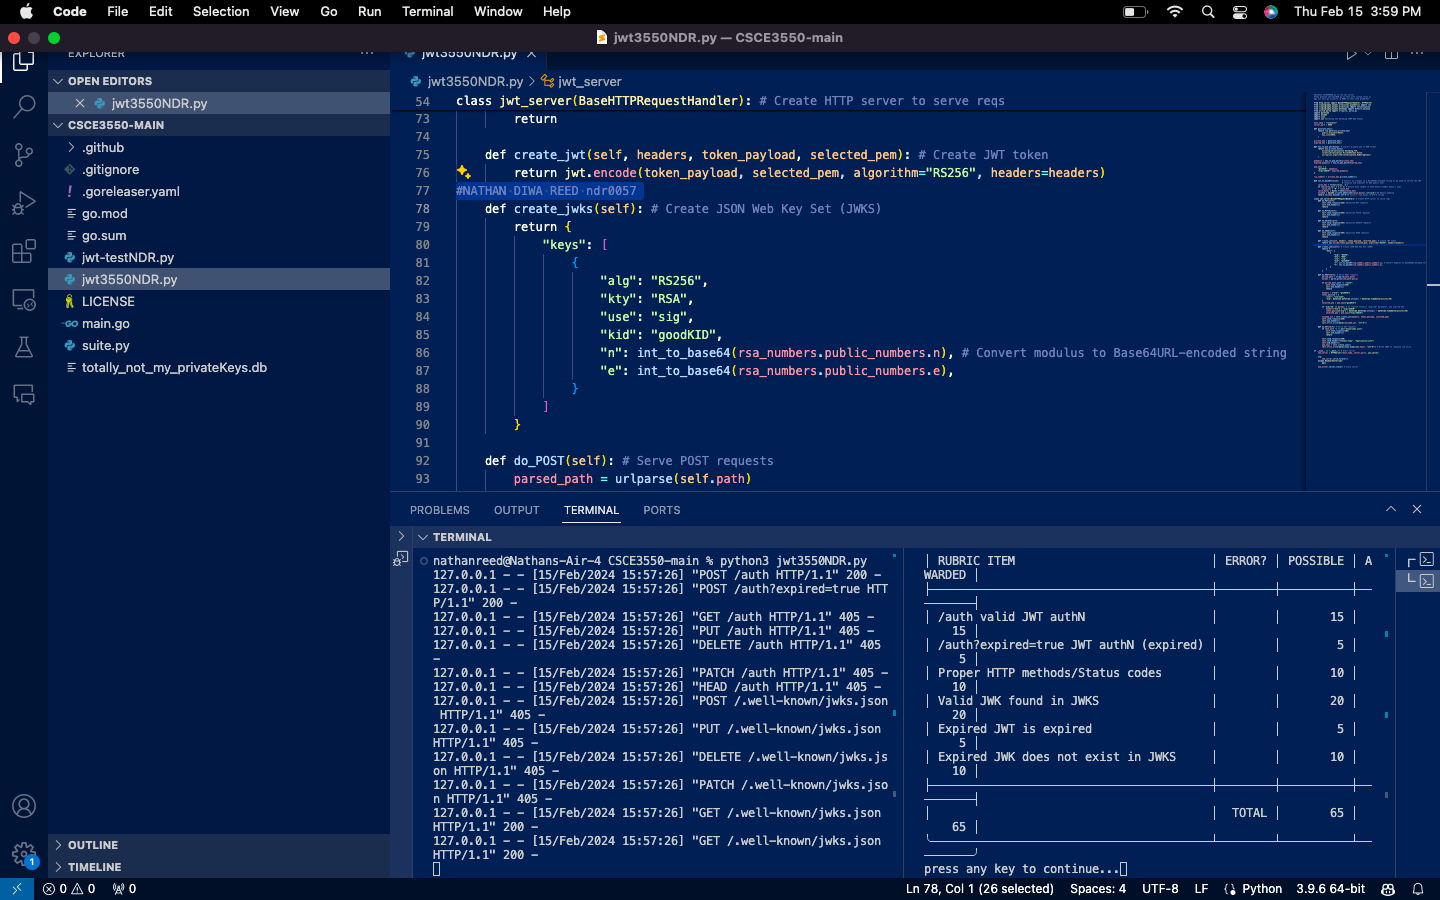 Code File Edit Selection View Go Run Terminal Window Help Thu Feb 15 3:59 PM
jwt3550NDR.py — CSCE3550-main
EXPLORER
OPEN EDITORS
jwt3550NDR.py
CSCE3550-MAIN
.github
.gitignore
.goreleaser.yaml
go.mod
go.sum
jwt-testNDR.py
jwt3550NDR.py
LICENSE
main.go
suite.py
totally_not_my_privateKeys.db
OUTLINE
TIMELINE
jwt3550NDR.py
jwt3550NDR.py > jwt_server
54 class jwt_server(BaseHTTPRequestHandler): # Create HTTP server to serve reqs
73 return
74
75 def create_jwt(self, headers, token_payload, selected_pem): # Create JWT token
76 return jwt.encode(token_payload, selected_pem, algorithm="RS256", headers=headers)
77 #NATHAN DIWA REED ndr0057
78 def create_jwks(self): # Create JSON Web Key Set (JWKS)
79 return {
80 "keys": [
81 {
82 "alg": "RS256",
83 "kty": "RSA",
84 "use": "sig",
85 "kid": "goodKID",
86 "n": int_to_base64(rsa_numbers.public_numbers.n), # Convert modulus to Base64URL-encoded string
87 "e": int_to_base64(rsa_numbers.public_numbers.e),
88 }
89 ]
90 }
91
92 def do_POST(self): # Serve POST requests
93 parsed_path = urlparse(self.path)
PROBLEMS OUTPUT TERMINAL PORTS
TERMINAL
nathanreed@Nathans-Air-4 CSCE3550-main % python3 jwt3550NDR.py
127.0.0.1 - - [15/Feb/2024 15:57:26] "POST /auth HTTP/1.1" 200 -
127.0.0.1 - - [15/Feb/2024 15:57:26] "POST /auth?expired=true HTT
P/1.1" 200 -
127.0.0.1 - - [15/Feb/2024 15:57:26] "GET /auth HTTP/1.1" 405 -
127.0.0.1 - - [15/Feb/2024 15:57:26] "PUT /auth HTTP/1.1" 405 -
127.0.0.1 - - [15/Feb/2024 15:57:26] "DELETE /auth HTTP/1.1" 405
-
127.0.0.1 - - [15/Feb/2024 15:57:26] "PATCH /auth HTTP/1.1" 405 -
127.0.0.1 - - [15/Feb/2024 15:57:26] "HEAD /auth HTTP/1.1" 405 -
127.0.0.1 - - [15/Feb/2024 15:57:26] "POST /.well-known/jwks.json
HTTP/1.1" 405 -
127.0.0.1 - - [15/Feb/2024 15:57:26] "PUT /.well-known/jwks.json
HTTP/1.1" 405 -
127.0.0.1 - - [15/Feb/2024 15:57:26] "DELETE /.well-known/jwks.js
on HTTP/1.1" 405 -
127.0.0.1 - - [15/Feb/2024 15:57:26] "PATCH /.well-known/jwks.jso
n HTTP/1.1" 405 -
127.0.0.1 - - [15/Feb/2024 15:57:26] "GET /.well-known/jwks.json
HTTP/1.1" 200 -
127.0.0.1 - - [15/Feb/2024 15:57:26] "GET /.well-known/jwks.json
HTTP/1.1" 200 -
| RUBRIC ITEM | ERROR? | POSSIBLE | A
WARDED |
| /auth valid JWT authN | | 15 |
15 |
| /auth?expired=true JWT authN (expired) | | 5 |
5 |
| Proper HTTP methods/Status codes | | 10 |
10 |
| Valid JWK found in JWKS | | 20 |
20 |
| Expired JWT is expired | | 5 |
5 |
| Expired JWK does not exist in JWKS | | 10 |
10 |
| | TOTAL | 65 |
65 |
press any key to continue...
1
0 0 0 Ln 78, Col 1 (26 selected) Spaces: 4 UTF-8 LF Python 3.9.6 64-bit